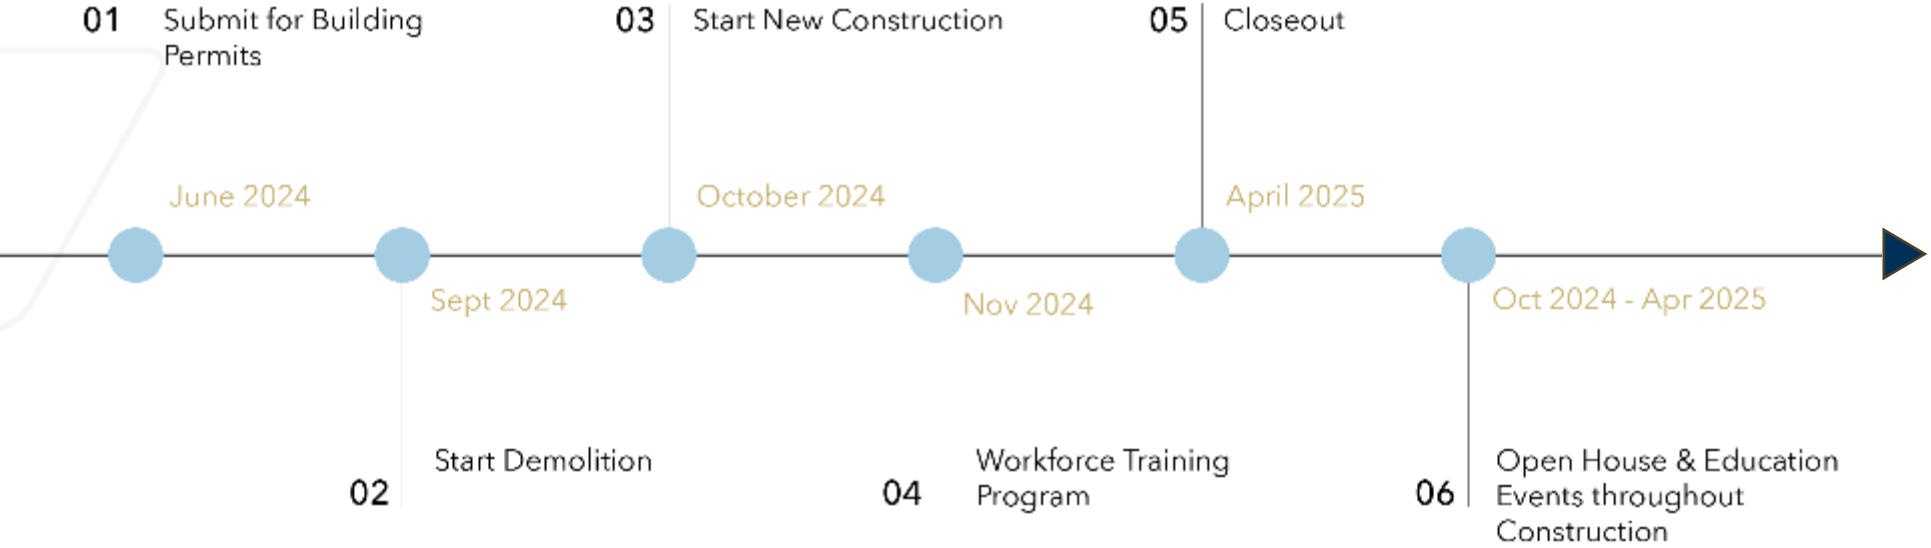 01
Submit for Building
Permits
June 2024
02
Start Demolition
Sept 2024
03
Start New Construction
October 2024
04
Workforce Training
Program
Nov 2024
05
Closeout
April 2025
06
Open House & Education
Events throughout
Construction
Oct 2024 - Apr 2025